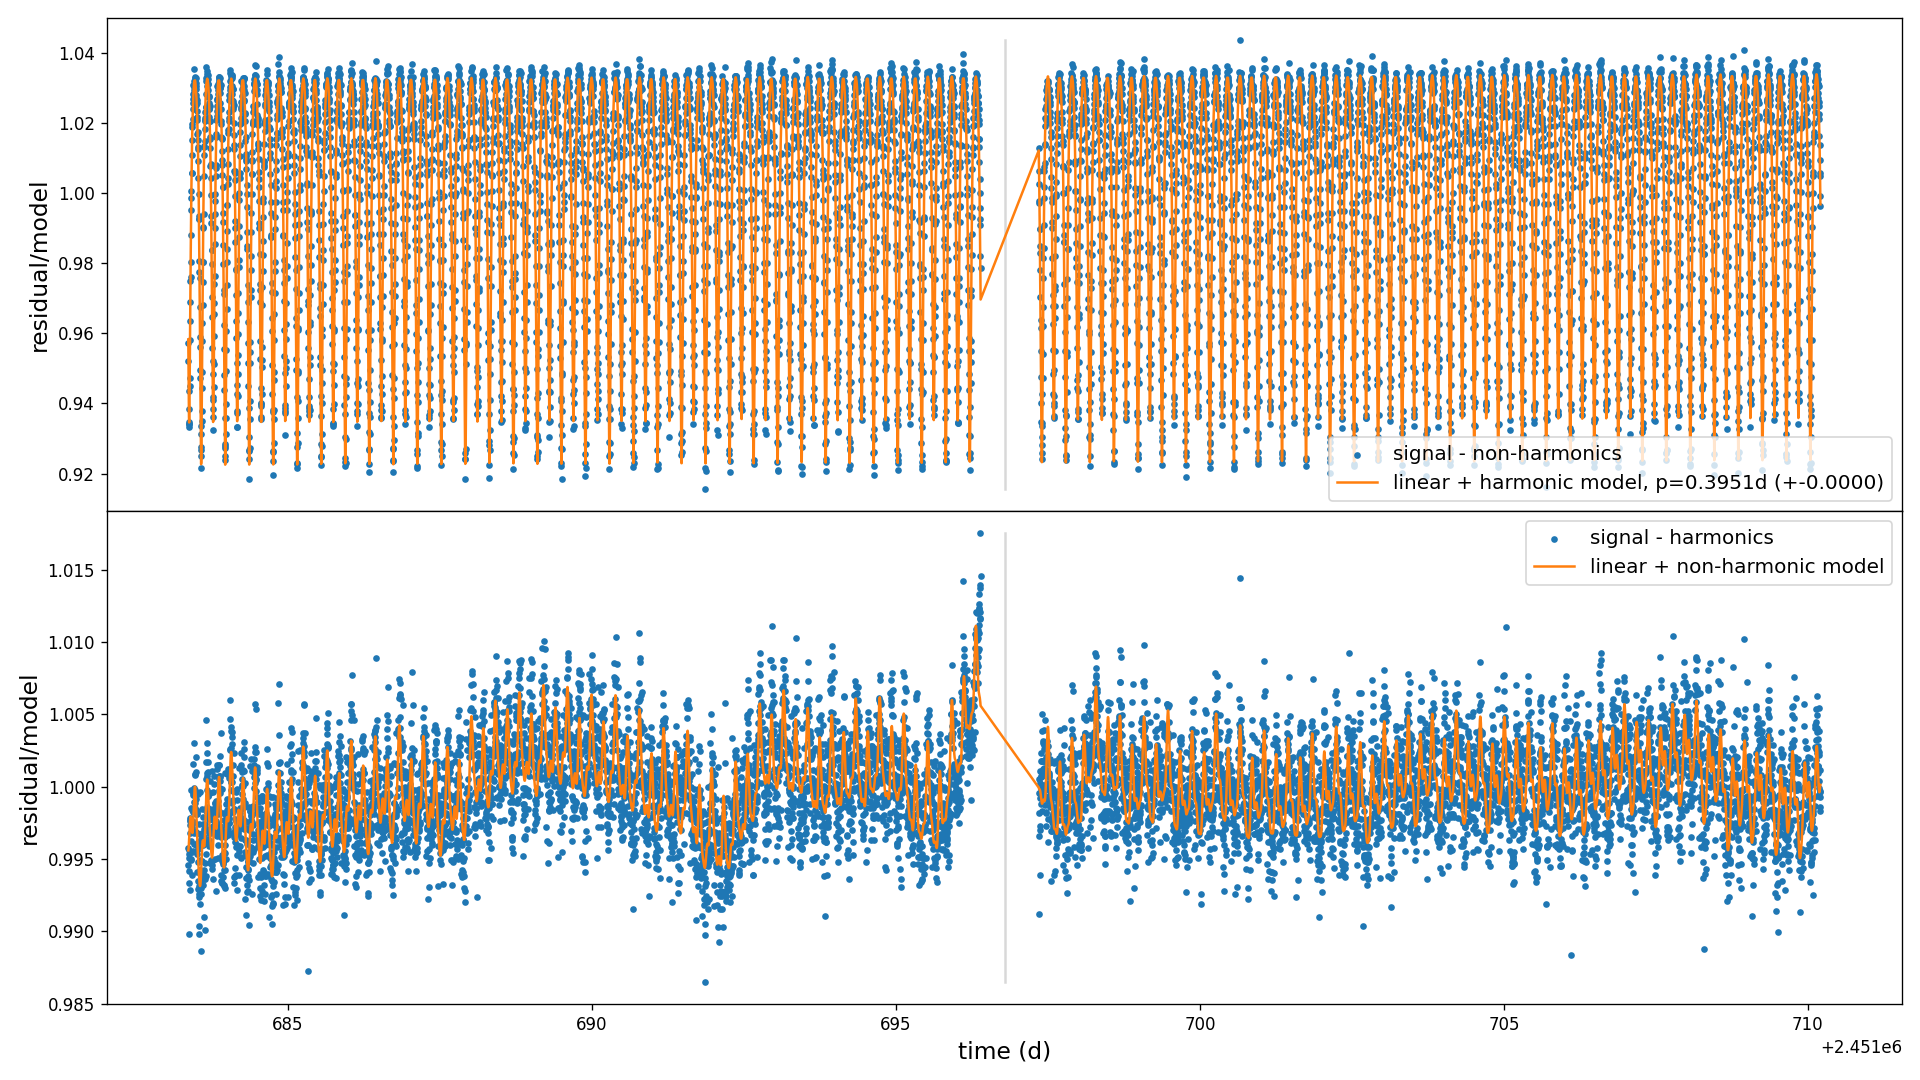 1.04
1.02
1.00
0.98
0.96
0.94
0.92
residual/model
signal - non-harmonics
linear + harmonic model, p=0.3951d (+-0.0000)
signal - harmonics
linear + non-harmonic model
1.015
1.010
1.005
1.000
0.995
0.990
0.985
residual/model
685
690
695
700
705
710
+2.451e6
time (d)